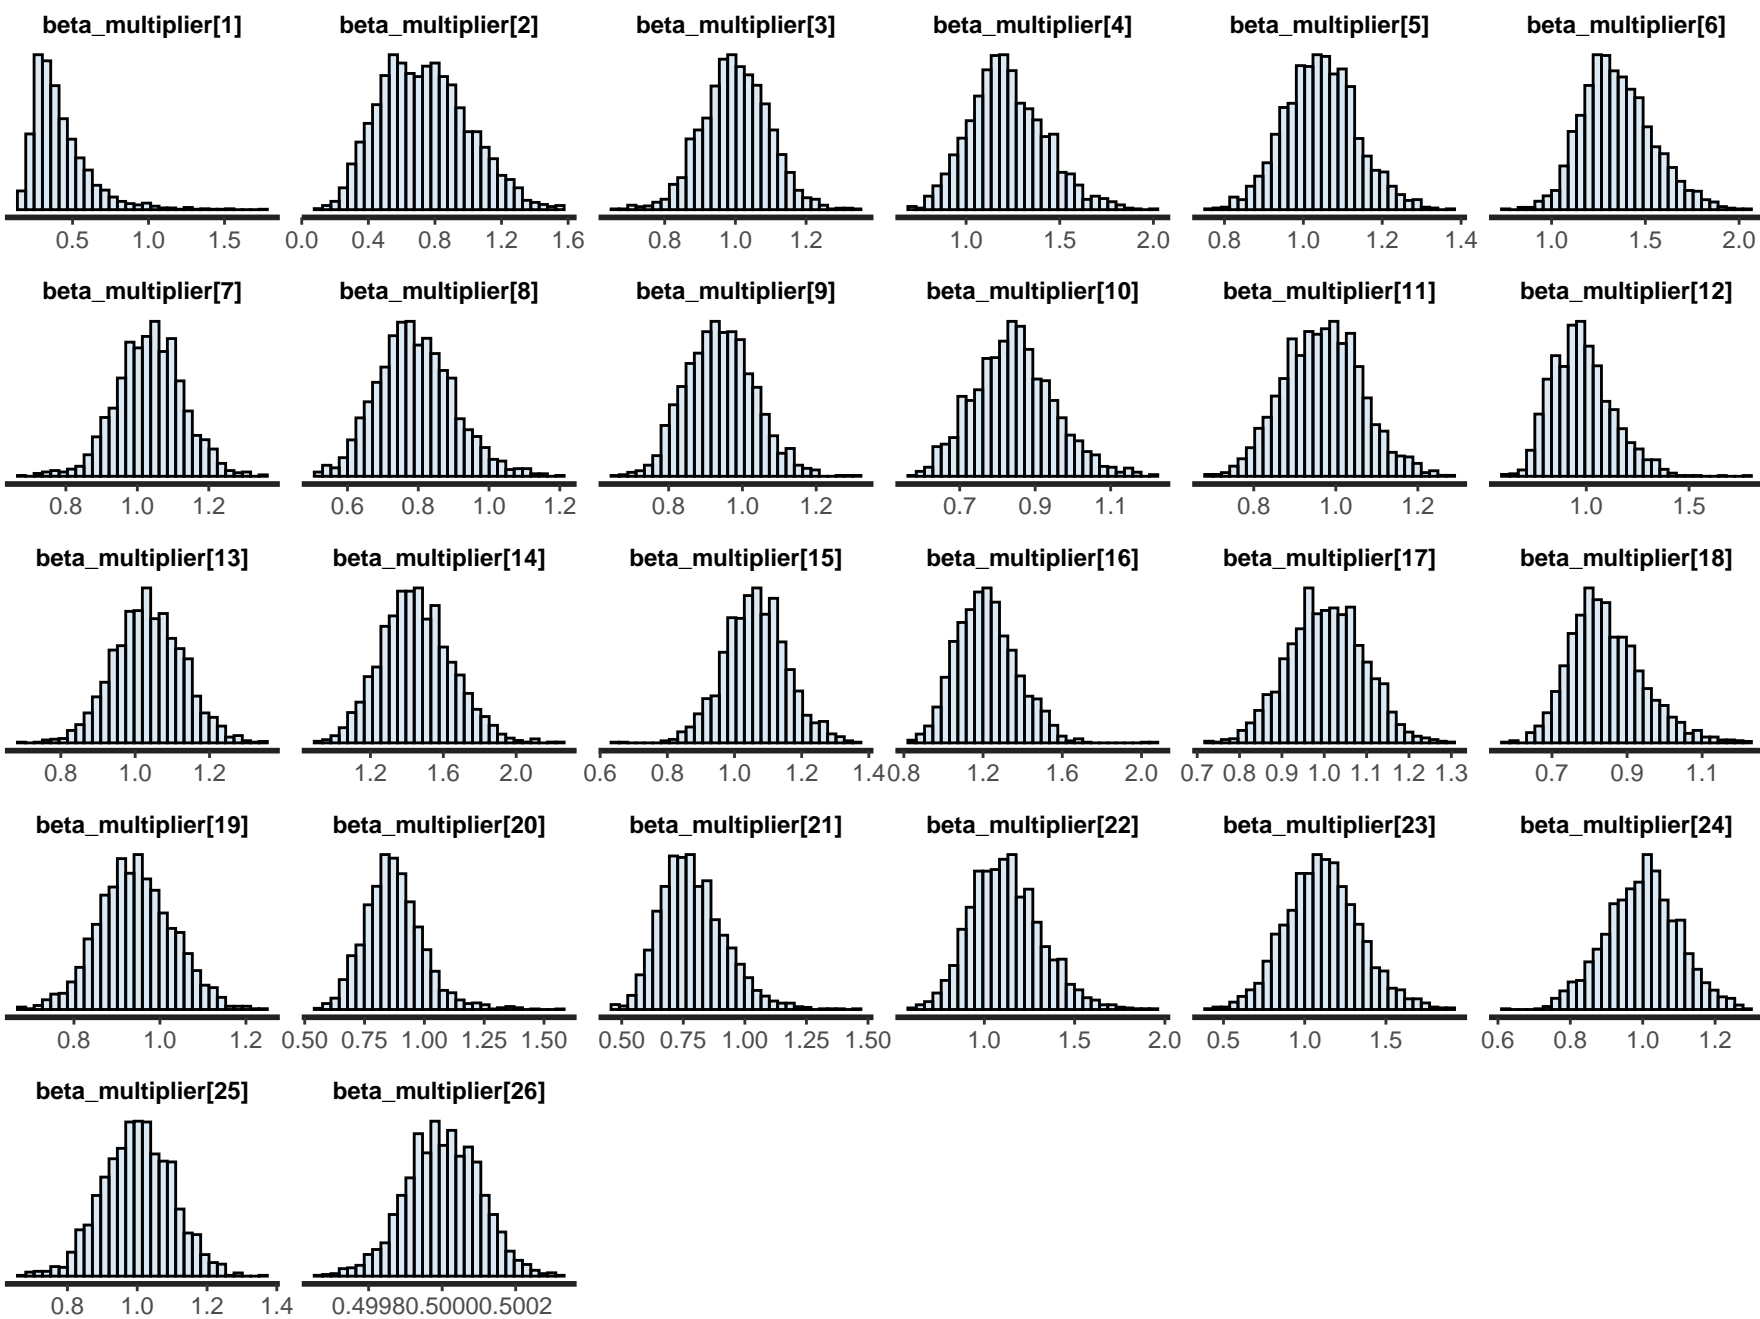 beta_multiplier[1] beta_multiplier[2] beta_multiplier[3] beta_multiplier[4] beta_multiplier[5] beta_multiplier[6]
0.5 1.0 1.5 0.0 0.4 0.8 1.2 1.6 0.8 1.0 1.2 1.0 1.5 2.0 0.8 1.0 1.2 1.4 1.0 1.5 2.0
beta_multiplier[7] beta_multiplier[8] beta_multiplier[9] beta_multiplier[10] beta_multiplier[11] beta_multiplier[12]
0.8 1.0 1.2 0.6 0.8 1.0 1.2 0.8 1.0 1.2 0.7 0.9 1.1 0.8 1.0 1.2 1.0 1.5
beta_multiplier[13] beta_multiplier[14] beta_multiplier[15] beta_multiplier[16] beta_multiplier[17] beta_multiplier[18]
0.8 1.0 1.2 1.2 1.6 2.0 0.6 0.8 1.0 1.2 1.4 0.8 1.2 1.6 2.0 0.7 0.8 0.9 1.0 1.1 1.2 1.3 0.7 0.9 1.1
beta_multiplier[19] beta_multiplier[20] beta_multiplier[21] beta_multiplier[22] beta_multiplier[23] beta_multiplier[24]
0.8 1.0 1.2 0.50 0.75 1.00 1.25 1.50 0.50 0.75 1.00 1.25 1.50 1.0 1.5 2.0 0.5 1.0 1.5 0.6 0.8 1.0 1.2
beta_multiplier[25] beta_multiplier[26]
0.8 1.0 1.2 1.4 0.4998 0.5000 0.5002